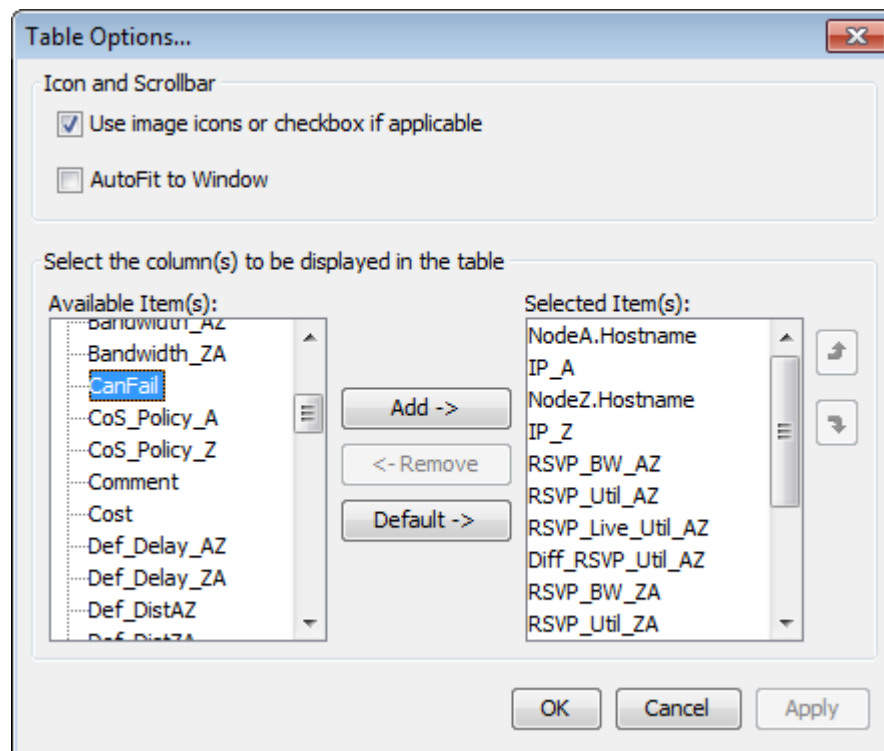 Table Options...
Icon and Scrollbar
Use image icons or checkbox if applicable
AutoFit to Window
Select the column(s) to be displayed in the table
Available Item(s):
Bandwidth_AZ
Bandwidth_ZA
CanFail
CoS_Policy_A
CoS_Policy_Z
Comment
Cost
Def_Delay_AZ
Def_Delay_ZA
Def_DistAZ
Def_DistZA
Add ->
<- Remove
Default ->
Selected Item(s):
NodeA.Hostname
IP_A
NodeZ.Hostname
IP_Z
RSVP_BW_AZ
RSVP_Util_AZ
RSVP_Live_Util_AZ
Diff_RSVP_Util_AZ
RSVP_BW_ZA
RSVP_Util_ZA
OK
Cancel
Apply